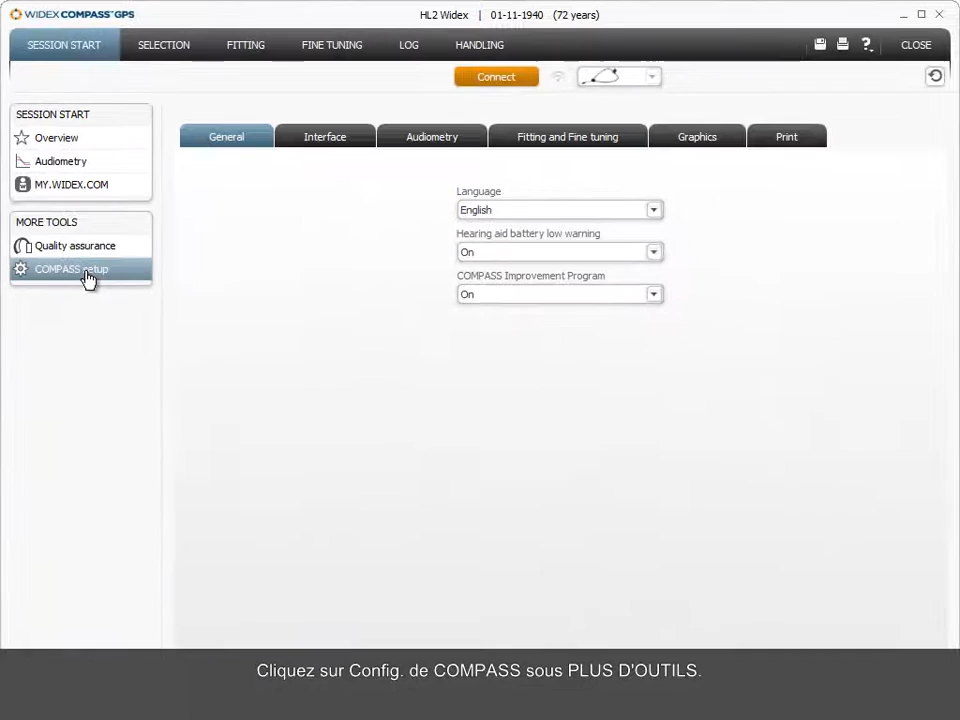 WIDEX COMPASS™GPS
HL2 Widex | 01-11-1940 (72 years)
SESSION START SELECTION FITTING FINE TUNING LOG HANDLING ? CLOSE
Connect
SESSION START
Overview
Audiometry
MY.WIDEX.COM
MORE TOOLS
Quality assurance
COMPASS setup
General Interface Audiometry Fitting and Fine tuning Graphics Print
Language
English
Hearing aid battery low warning
On
COMPASS Improvement Program
On
Cliquez sur Config. de COMPASS sous PLUS D'OUTILS.